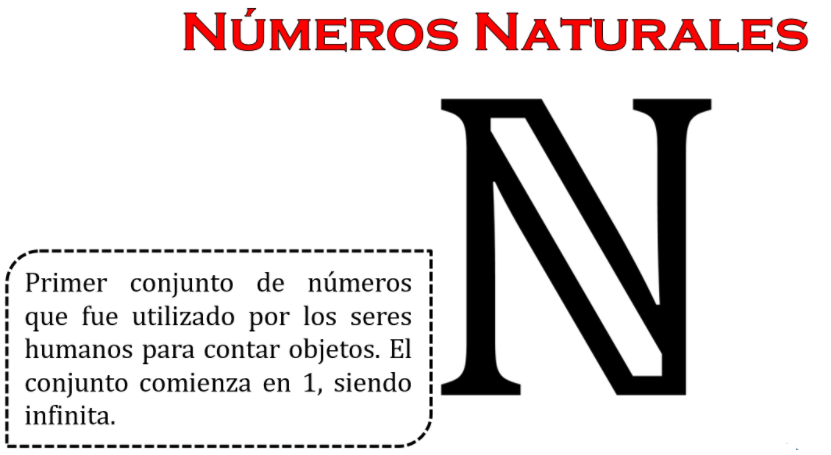 NÚMEROS NATURALES
ℕ
Primer conjunto de números
que fue utilizado por los seres
humanos para contar objetos. El
conjunto comienza en 1, siendo
infinita.